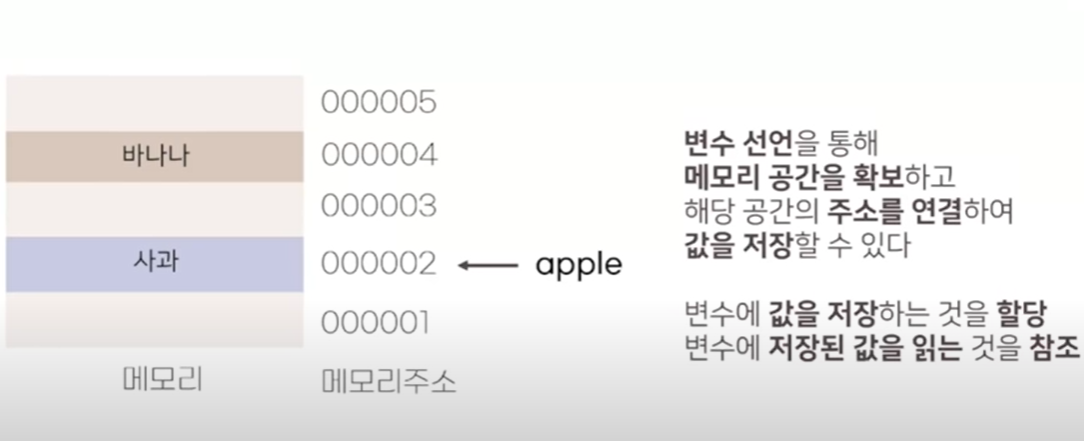 000005
바나나
000004
000003
사과
000002
apple
000001
메모리
메모리주소
변수 선언을 통해
메모리 공간을 확보하고
해당 공간의 주소를 연결하여
값을 저장할 수 있다
변수에 값을 저장하는 것을 할당
변수에 저장된 값을 읽는 것을 참조